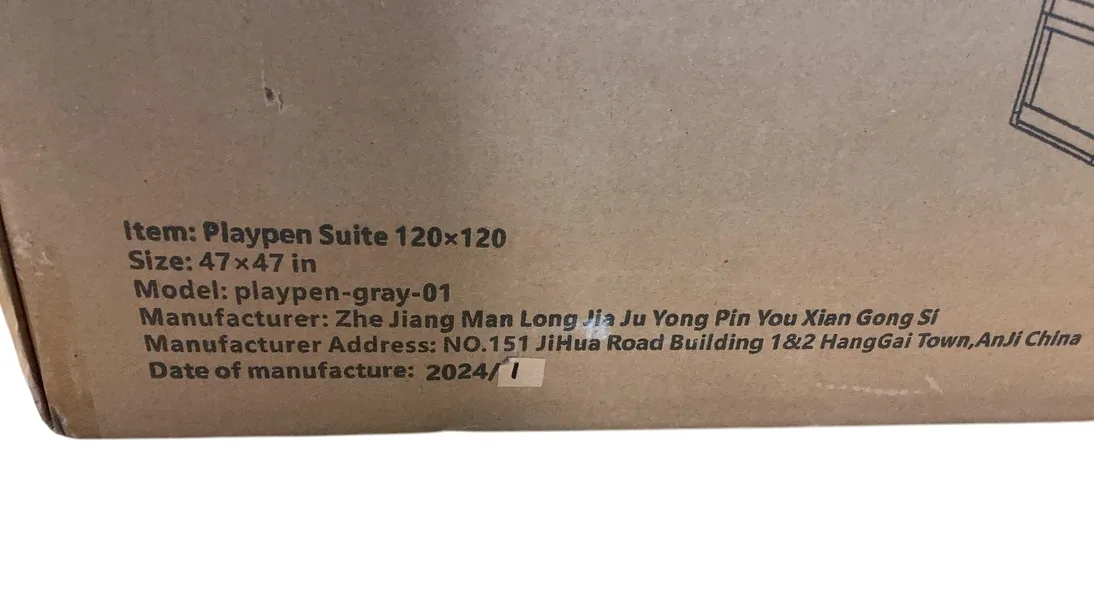 Item: Playpen Suite 120×120
Size: 47×47 in
Model: playpen-gray-01
Manufacturer: Zhe Jiang Man Long Jia Ju Yong Pin You Xian Gong Si
Manufacturer Address: NO.151 JiHua Road Building 1&2 HangGai Town,AnJi China
Date of manufacture: 2024/1